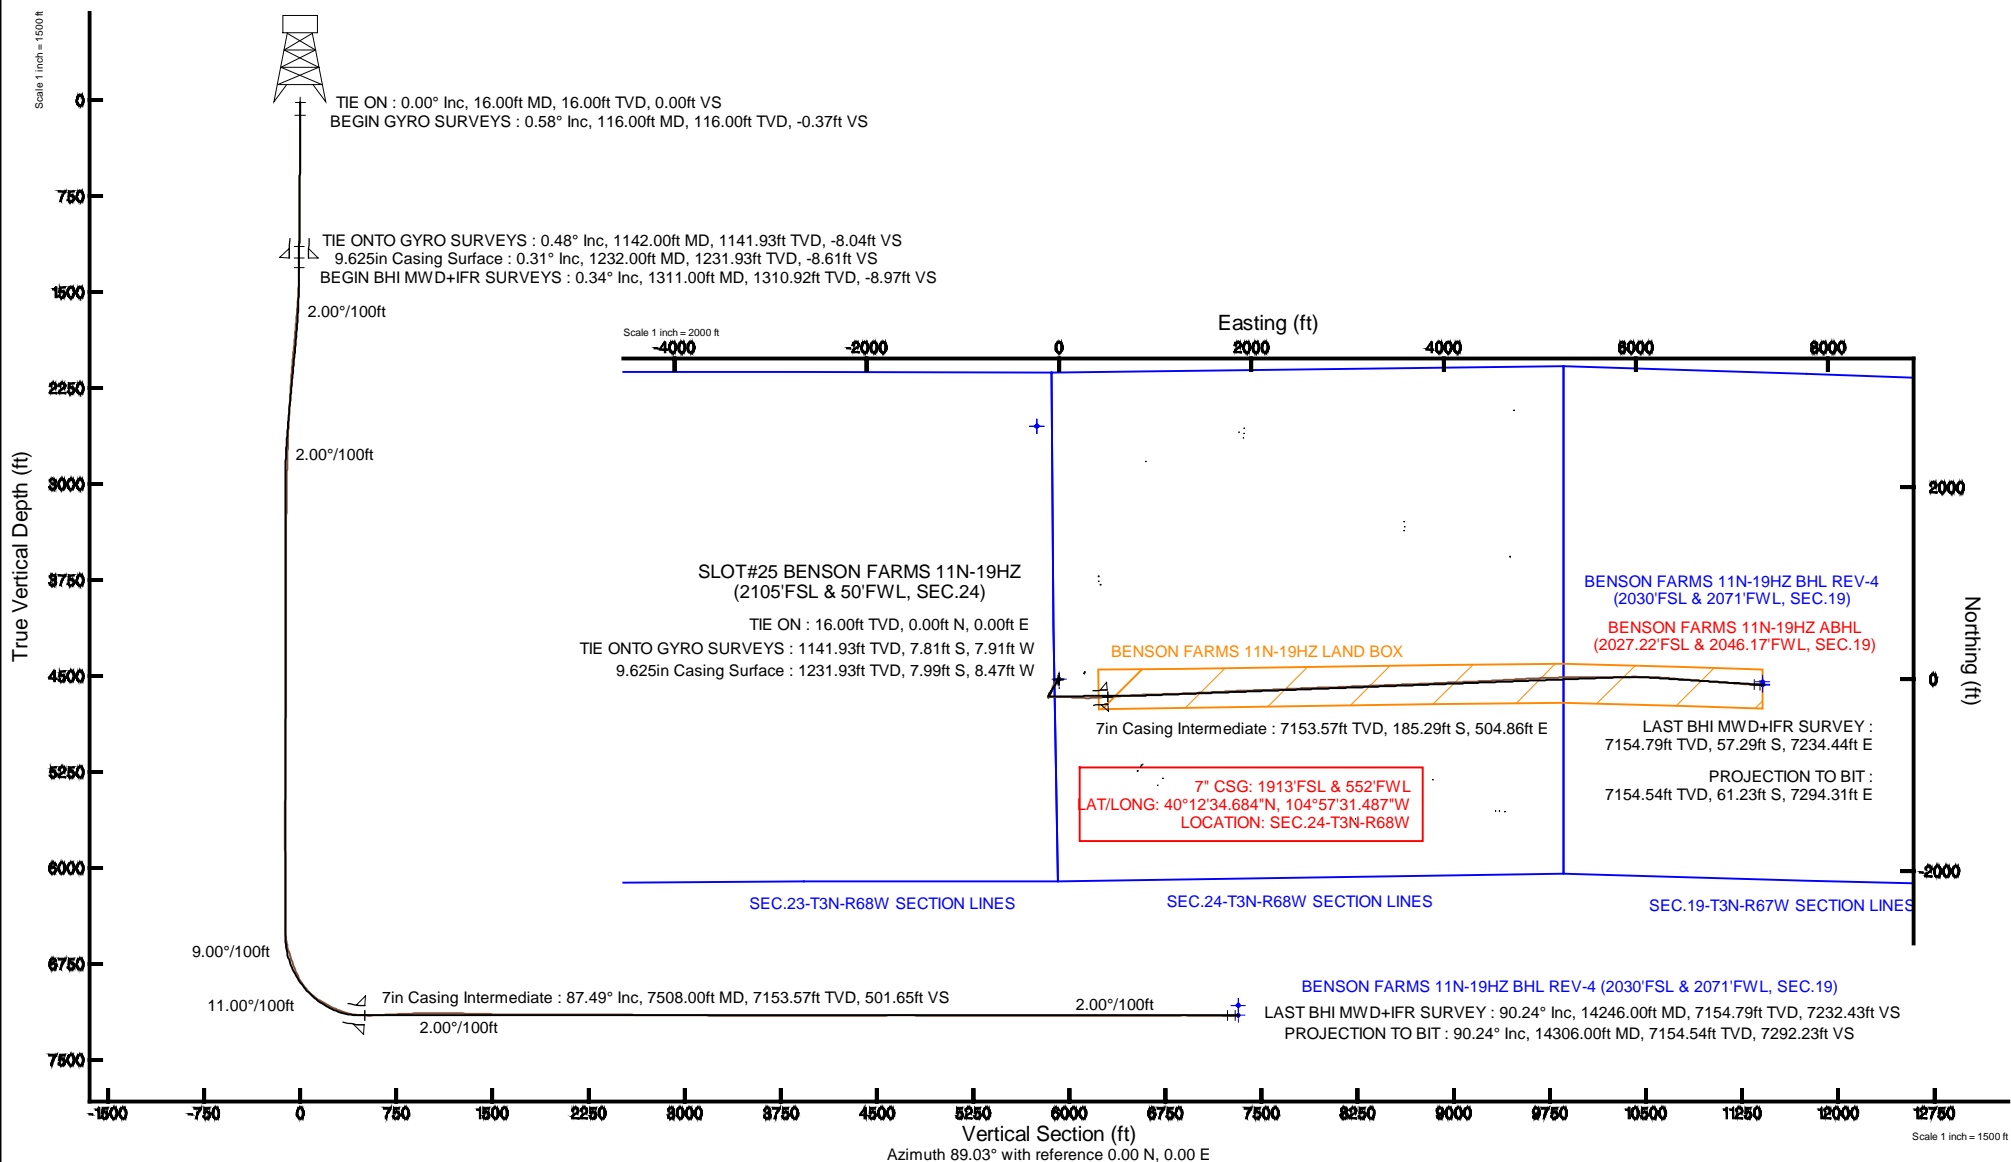 Scale 1 inch = 1500 ft
True Vertical Depth (ft)
0
750
1500
2250
3000
3750
4500
5250
6000
6750
7500
TIE ON : 0.00° Inc, 16.00ft MD, 16.00ft TVD, 0.00ft VS
BEGIN GYRO SURVEYS : 0.58° Inc, 116.00ft MD, 116.00ft TVD, -0.37ft VS
TIE ONTO GYRO SURVEYS : 0.48° Inc, 1142.00ft MD, 1141.93ft TVD, -8.04ft VS
9.625in Casing Surface : 0.31° Inc, 1232.00ft MD, 1231.93ft TVD, -8.61ft VS
BEGIN BHI MWD+IFR SURVEYS : 0.34° Inc, 1311.00ft MD, 1310.92ft TVD, -8.97ft VS
2.00°/100ft
2.00°/100ft
Scale 1 inch = 2000 ft
Easting (ft)
-4000
-2000
0
2000
4000
6000
8000
2000
0
-2000
Northing (ft)
SLOT#25 BENSON FARMS 11N-19HZ
(2105'FSL & 50'FWL, SEC.24)
TIE ON : 16.00ft TVD, 0.00ft N, 0.00ft E
TIE ONTO GYRO SURVEYS : 1141.93ft TVD, 7.81ft S, 7.91ft W
9.625in Casing Surface : 1231.93ft TVD, 7.99ft S, 8.47ft W
BENSON FARMS 11N-19HZ BHL REV-4
(2030'FSL & 2071'FWL, SEC.19)
BENSON FARMS 11N-19HZ ABHL
(2027.22'FSL & 2046.17'FWL, SEC.19)
BENSON FARMS 11N-19HZ LAND BOX
7in Casing Intermediate : 7153.57ft TVD, 185.29ft S, 504.86ft E
LAST BHI MWD+IFR SURVEY :
7154.79ft TVD, 57.29ft S, 7234.44ft E
PROJECTION TO BIT :
7154.54ft TVD, 61.23ft S, 7294.31ft E
7" CSG: 1913'FSL & 552'FWL
LAT/LONG: 40°12'34.684"N, 104°57'31.487"W
LOCATION: SEC.24-T3N-R68W
SEC.23-T3N-R68W SECTION LINES
SEC.24-T3N-R68W SECTION LINES
SEC.19-T3N-R67W SECTION LINES
9.00°/100ft
11.00°/100ft
7in Casing Intermediate : 87.49° Inc, 7508.00ft MD, 7153.57ft TVD, 501.65ft VS
2.00°/100ft
2.00°/100ft
BENSON FARMS 11N-19HZ BHL REV-4 (2030'FSL & 2071'FWL, SEC.19)
LAST BHI MWD+IFR SURVEY : 90.24° Inc, 14246.00ft MD, 7154.79ft TVD, 7232.43ft VS
PROJECTION TO BIT : 90.24° Inc, 14306.00ft MD, 7154.54ft TVD, 7292.23ft VS
-1500
-750
0
750
1500
2250
3000
3750
4500
5250
6000
6750
7500
8250
9000
9750
10500
11250
12000
12750
Vertical Section (ft)
Azimuth 89.03° with reference 0.00 N, 0.00 E
Scale 1 inch = 1500 ft